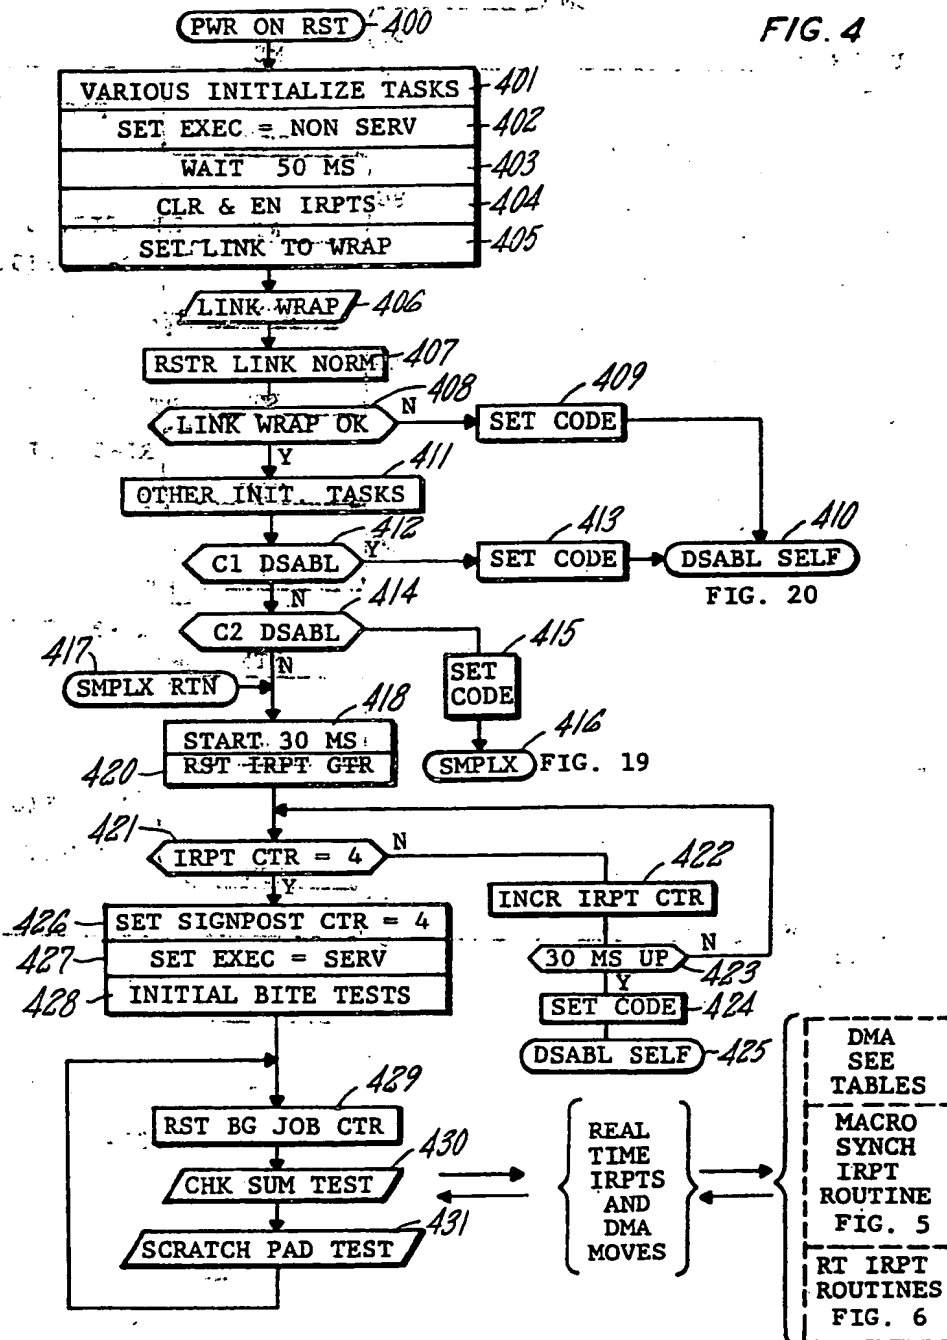 PWR ON RST 400
FIG. 4
VARIOUS INITIALIZE TASKS 401
SET EXEC = NON SERV 402
WAIT 50 MS 403
CLR & EN IRPTS 404
SET LINK TO WRAP 405
LINK WRAP 406
RSTR LINK NORM 407
LINK WRAP OK 408
N
SET CODE 409
Y
OTHER INIT. TASKS 411
C1 DSABL 412
Y
SET CODE 413
DSABL SELF 410
FIG. 20
N
C2 DSABL 414
SET
CODE
415
N
417
SMPLX RTN
SMPLX 416
FIG. 19
START 30 MS 418
420 RST IRPT CTR
421
IRPT CTR = 4
N
INCR IRPT CTR 422
30 MS UP 423
N
Y
SET CODE 424
DSABL SELF 425
Y
426 SET SIGNPOST CTR = 4
427 SET EXEC = SERV
428 INITIAL BITE TESTS
RST BG JOB CTR 429
CHK SUM TEST 430
SCRATCH PAD TEST 431
REAL
TIME
IRPTS
AND
DMA
MOVES
DMA
SEE
TABLES
MACRO
SYNCH
IRPT
ROUTINE
FIG. 5
RT IRPT
ROUTINES
FIG. 6